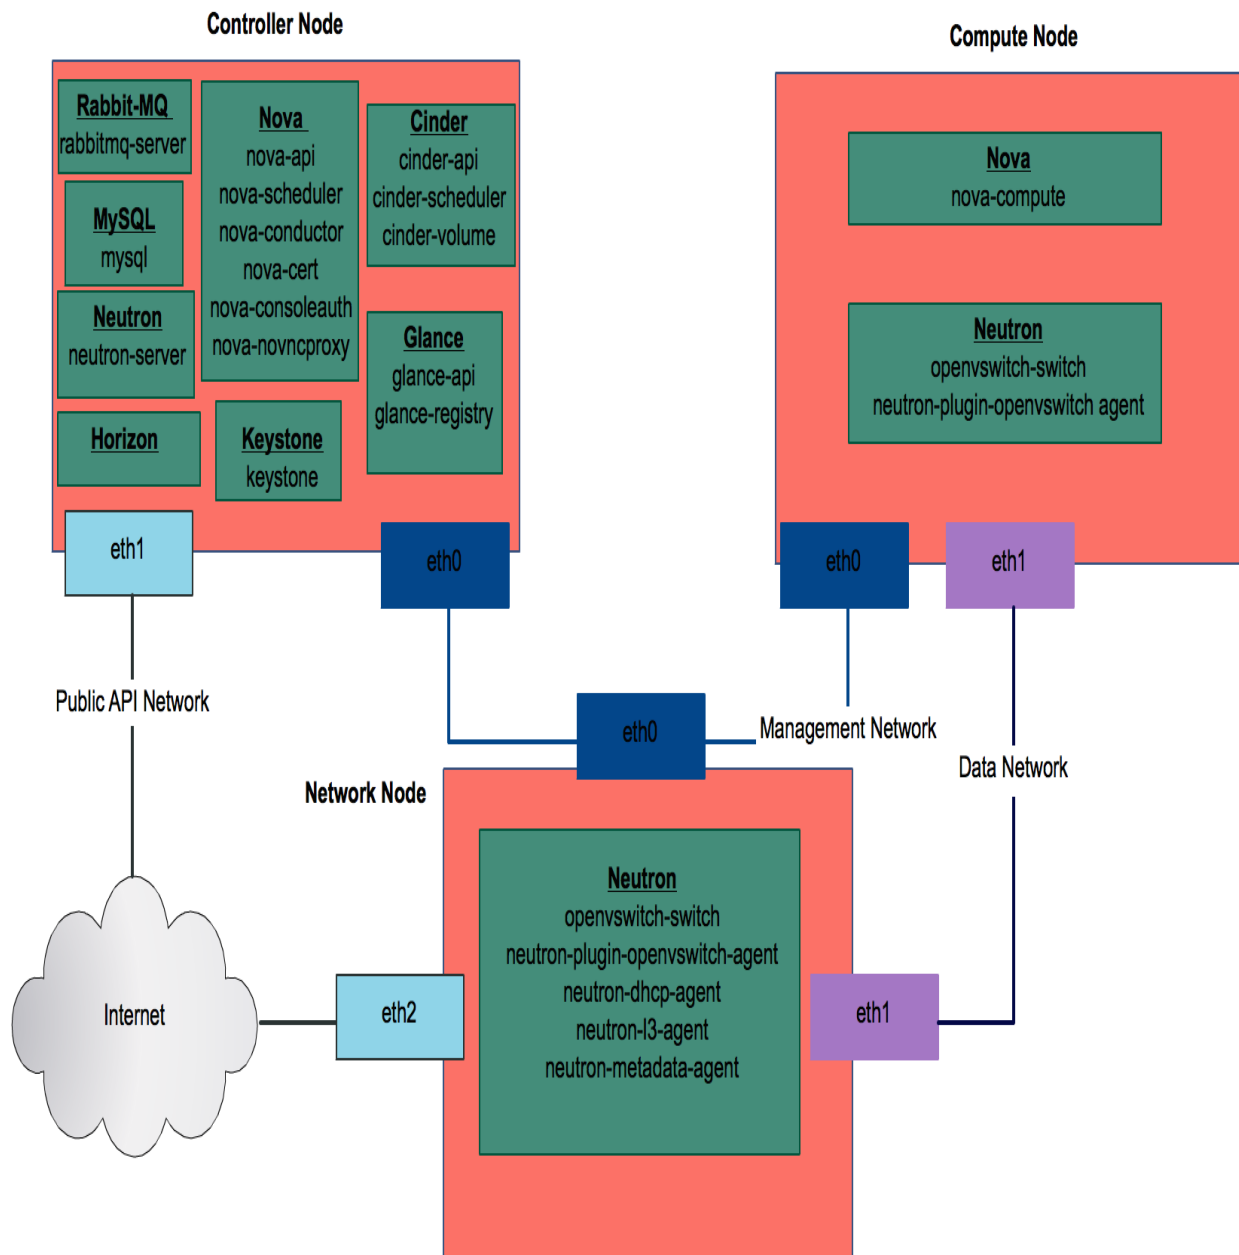 Controller Node
Rabbit-MQ
rabbitmq-server
MySQL
mysql
Neutron
neutron-server
Horizon
Nova
nova-api
nova-scheduler
nova-conductor
nova-cert
nova-consoleauth
nova-novncproxy
Keystone
keystone
Cinder
cinder-api
cinder-scheduler
cinder-volume
Glance
glance-api
glance-registry
eth1
eth0
Compute Node
Nova
nova-compute
Neutron
openvswitch-switch
neutron-plugin-openvswitch agent
eth0
eth1
Public API Network
Management Network
Data Network
eth0
Network Node
Neutron
openvswitch-switch
neutron-plugin-openvswitch-agent
neutron-dhcp-agent
neutron-l3-agent
neutron-metadata-agent
Internet
eth2
eth1